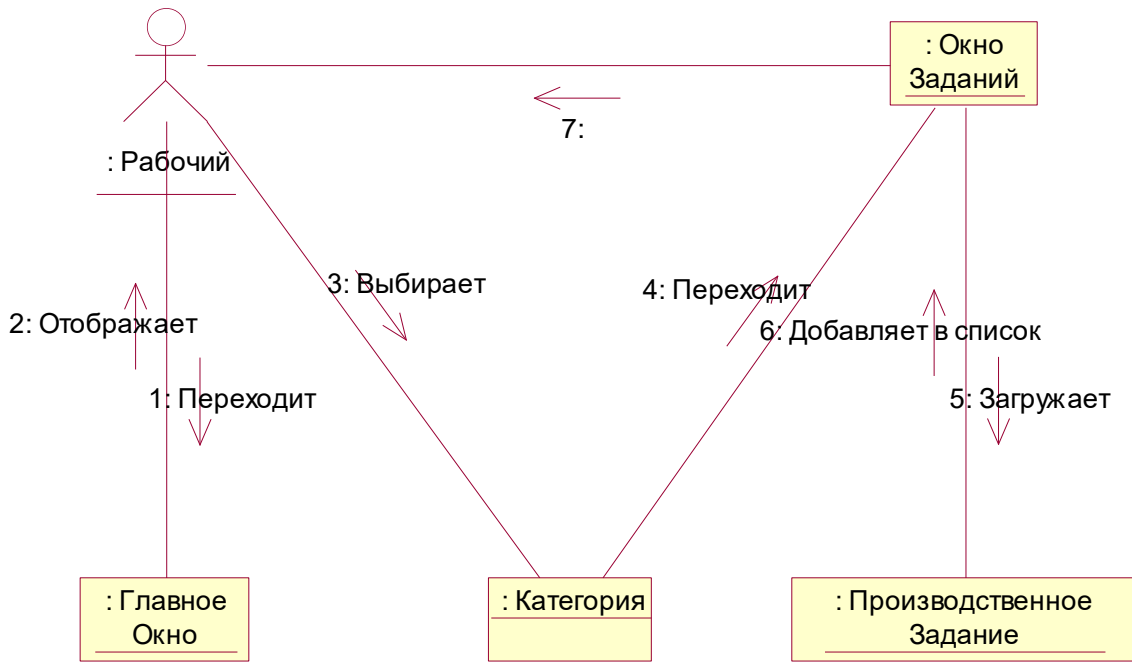 : Окно
Заданий
7:
: Рабочий
3: Выбирает
4: Переходит
2: Отображает
6: Добавляет в список
1: Переходит
5: Загружает
: Главное
Окно
: Категория
: Производственное
Задание